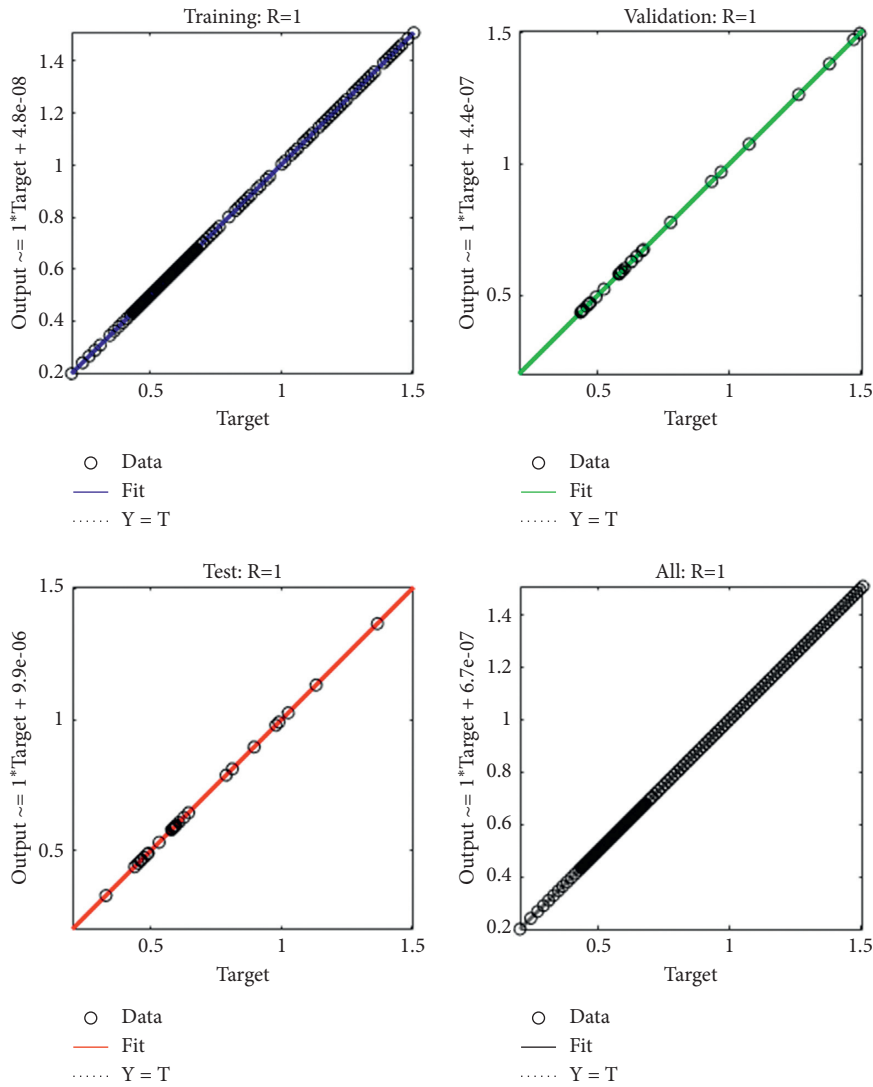 Training: R=1
Output ~= 1*Target + 4.8e-08
1.4
1.2
1
0.8
0.6
0.4
0.2
0.5
1
1.5
Target
Data
Fit
Y = T
Validation: R=1
Output ~= 1*Target + 4.4e-07
1.5
1
0.5
0.5
1
1.5
Target
Data
Fit
Y = T
Test: R=1
Output ~= 1*Target + 9.9e-06
1.5
1
0.5
0.5
1
1.5
Target
Data
Fit
Y = T
All: R=1
Output ~= 1*Target + 6.7e-07
1.4
1.2
1
0.8
0.6
0.4
0.2
0.5
1
1.5
Target
Data
Fit
Y = T